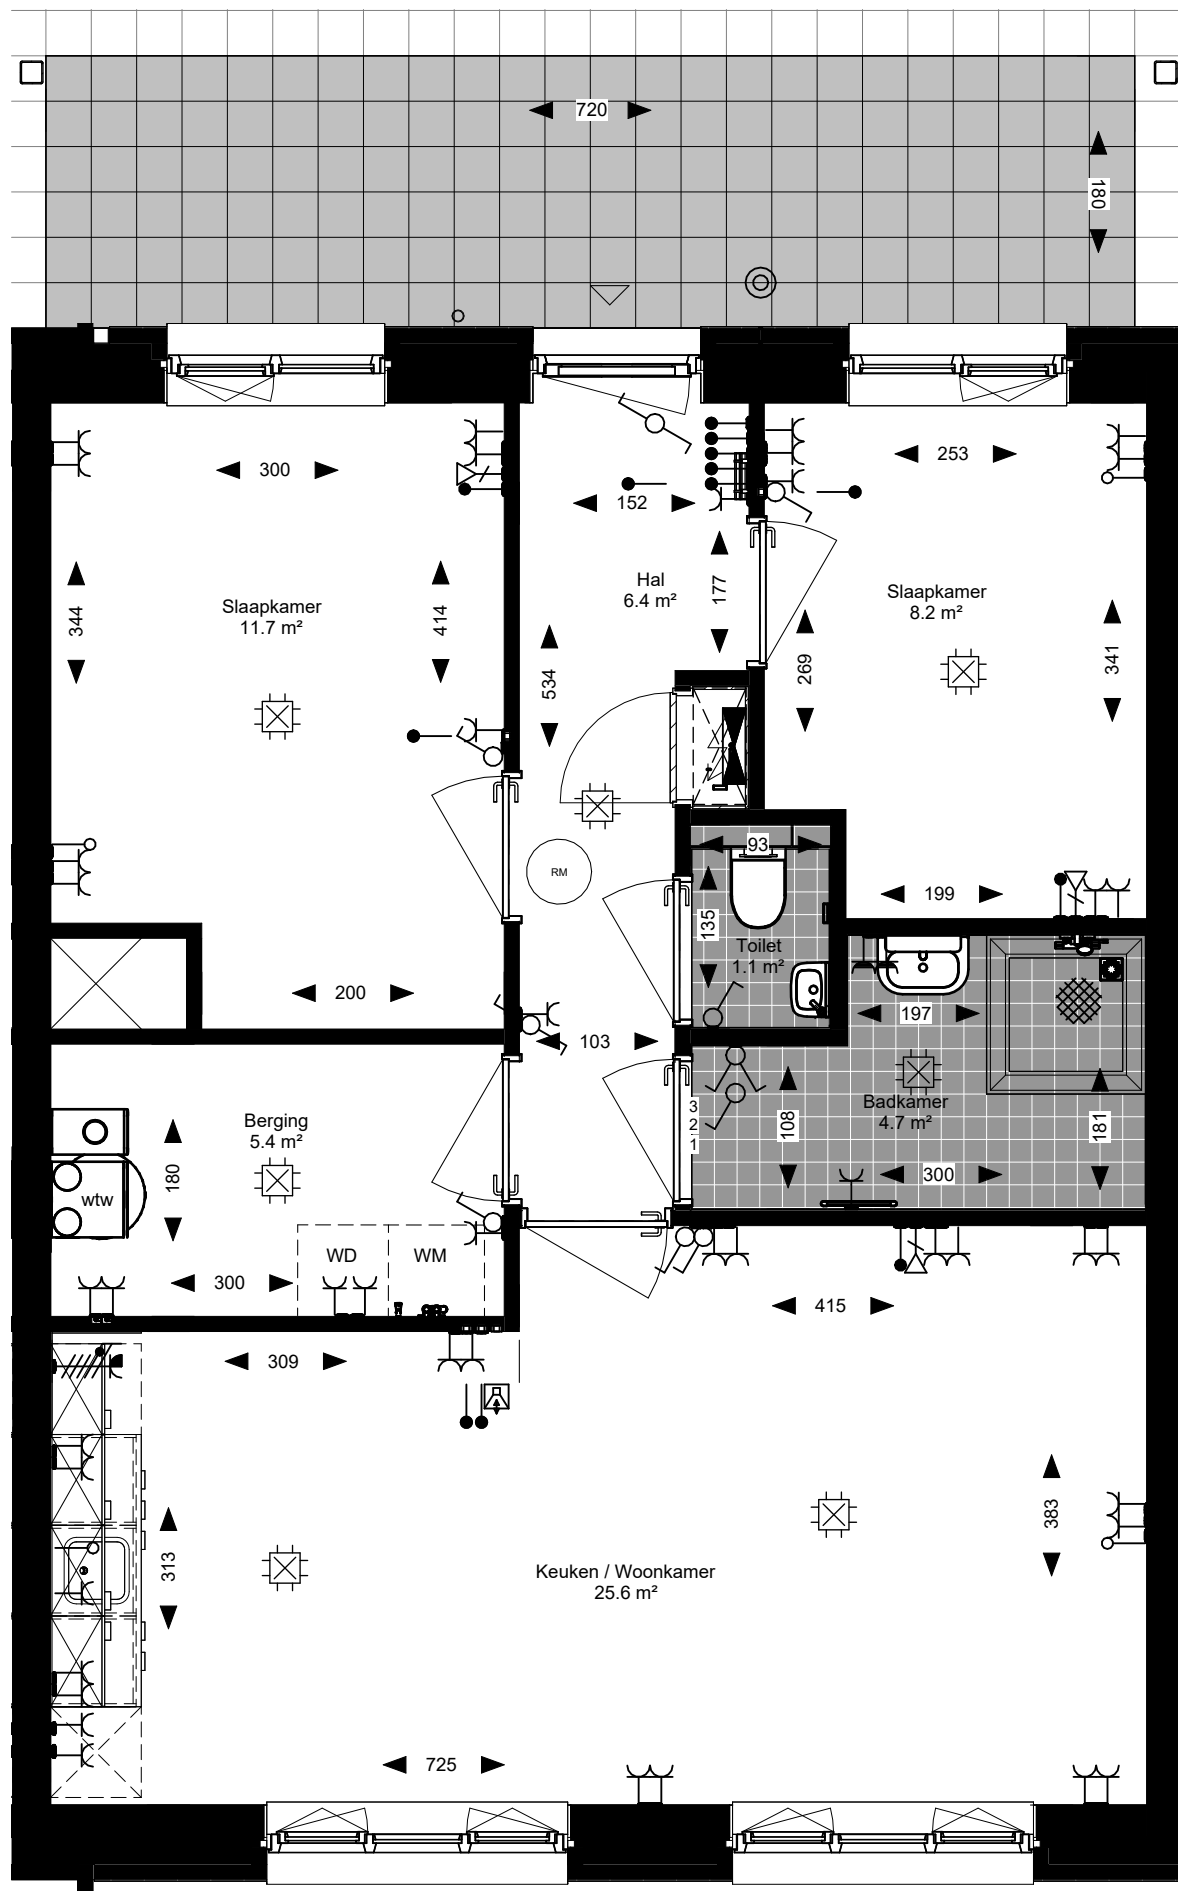 720
180
300
152
253
344
Slaapkamer
11.7 m²
414
Hal
6.4 m²
177
Slaapkamer
8.2 m²
534
269
341
RM
93
135
Toilet
1.1 m²
199
200
103
197
Berging
5.4 m²
180
wtw
3
2
1
108
Badkamer
4.7 m²
181
300
WD
WM
300
309
415
313
383
Keuken / Woonkamer
25.6 m²
725